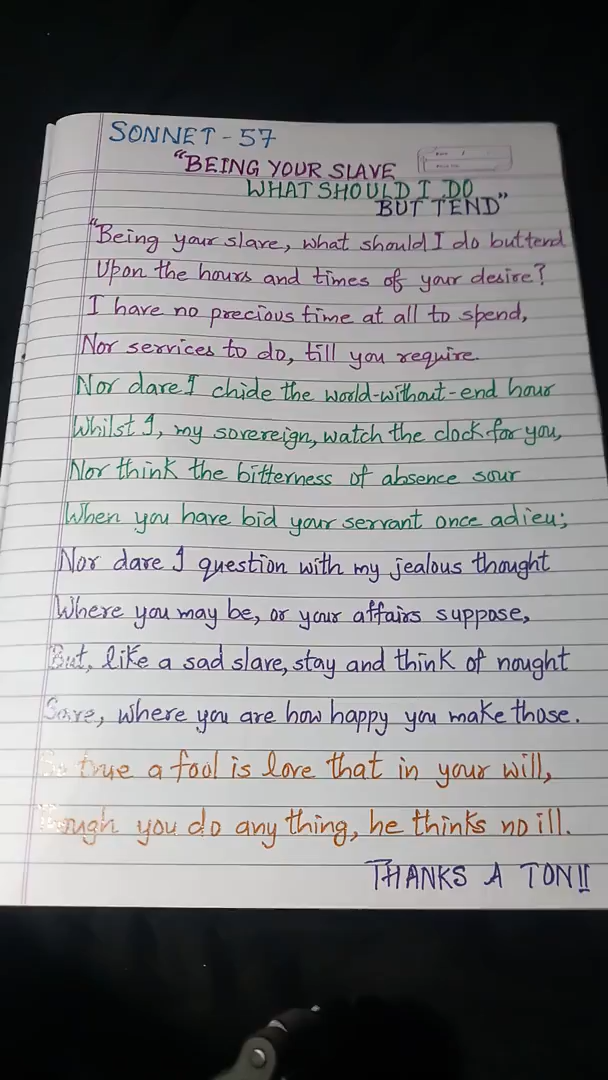 SONNET - 57
"BEING YOUR SLAVE
WHAT SHOULD I DO
BUT TEND"
"Being your slave, what should I do but tend
Upon the hours and times of your desire?
I have no precious time at all to spend,
Nor services to do, till you require.
Nor dare I chide the world-without-end hour
Whilst I, my sovereign, watch the clock for you,
Nor think the bitterness of absence sour
When you have bid your servant once adieu;
Nor dare I question with my jealous thought
Where you may be, or your affairs suppose,
But, like a sad slave, stay and think of nought
Save, where you are how happy you make those.
So true a fool is love that in your will,
Though you do any thing, he thinks no ill.
THANKS A TON!!